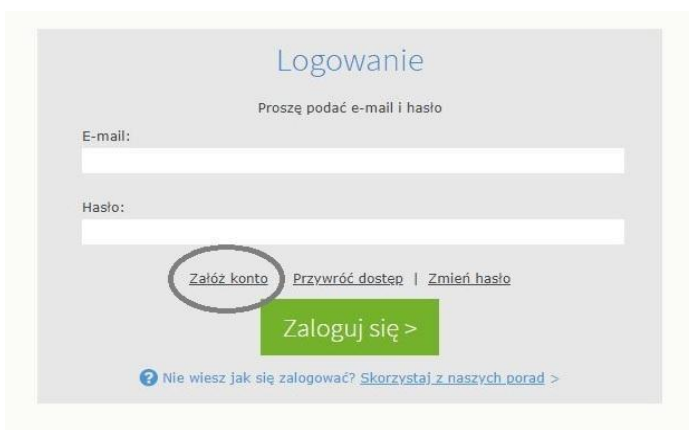 Logowanie
Proszę podać e-mail i hasło
E-mail:
Hasło:
Załóż konto Przywróć dostęp | Zmień hasło
Zaloguj się >
? Nie wiesz jak się zalogować? Skorzystaj z naszych porad >